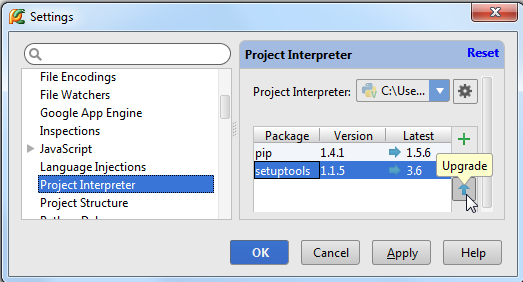 Settings
File Encodings
File Watchers
Google App Engine
Inspections
JavaScript
Language Injections
Project Interpreter
Project Structure
Project Interpreter
Reset
Project Interpreter: C:\Use...
Package Version Latest
pip 1.4.1 1.5.6
setuptools 1.1.5 3.6
Upgrade
OK
Cancel
Apply
Help